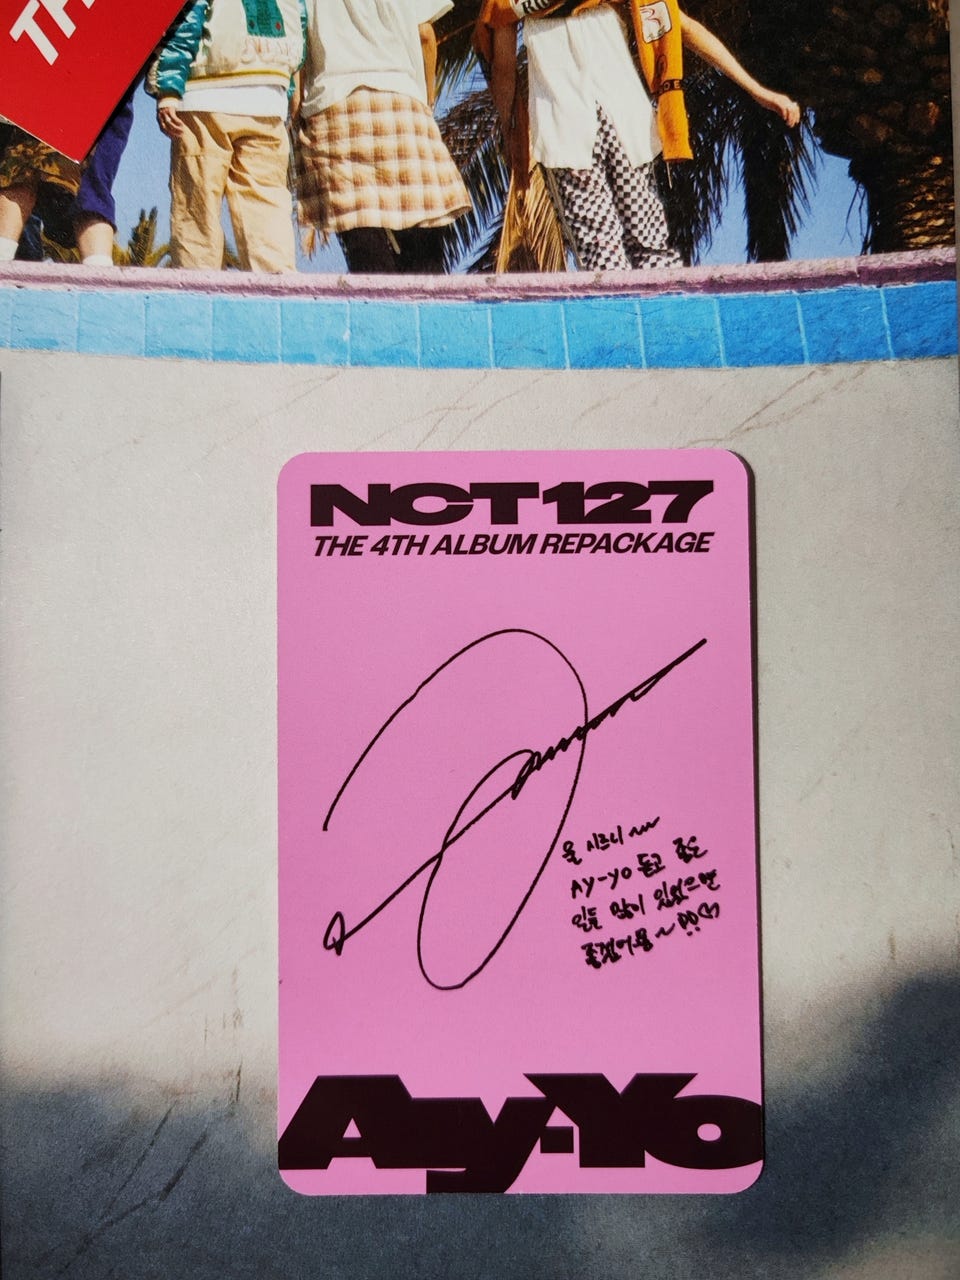 TH
NCT 127
THE 4TH ALBUM REPACKAGE
울 시즈니~~
AY-YO 듣고 좋은
일들 많이 있었으면
좋겠어용~!!♡
Ay-Yo